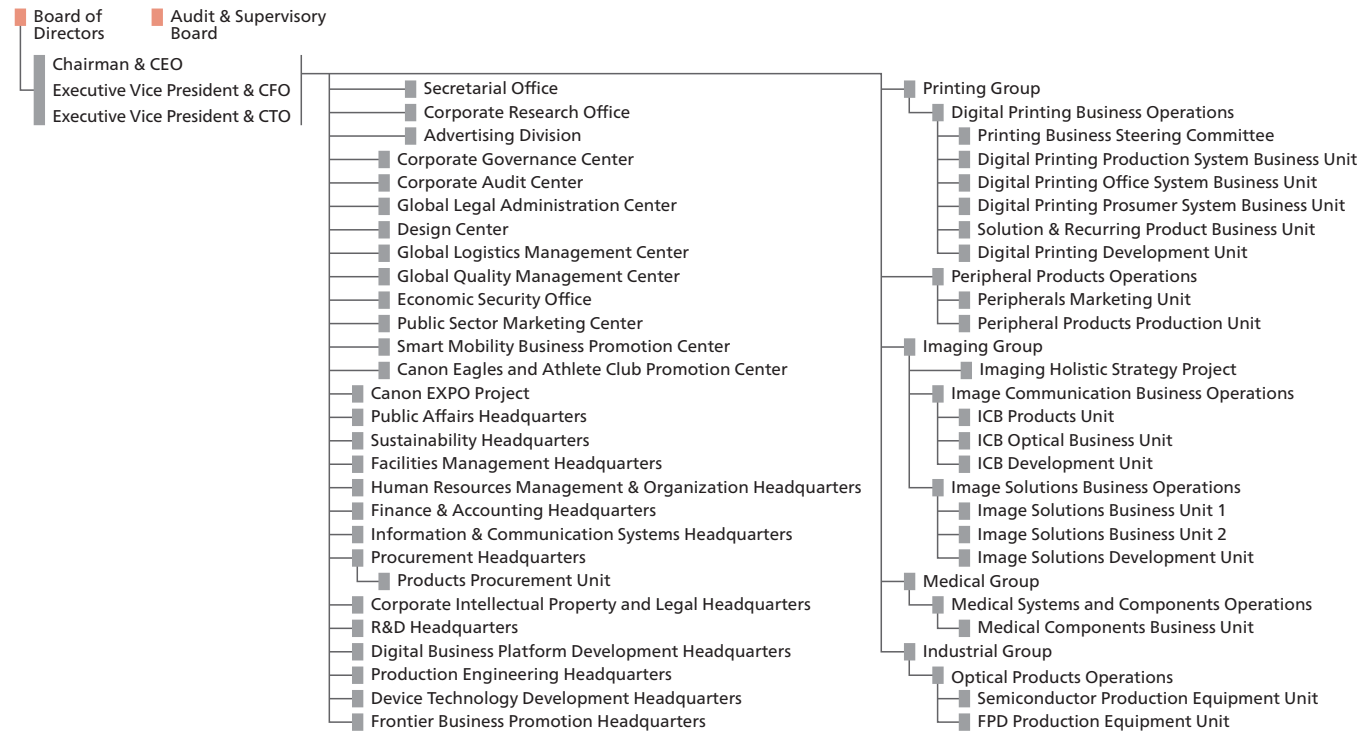 Board of
Directors
Audit & Supervisory
Board
Chairman & CEO
Executive Vice President & CFO
Executive Vice President & CTO
Secretarial Office
Corporate Research Office
Advertising Division
Corporate Governance Center
Corporate Audit Center
Global Legal Administration Center
Design Center
Global Logistics Management Center
Global Quality Management Center
Economic Security Office
Public Sector Marketing Center
Smart Mobility Business Promotion Center
Canon Eagles and Athlete Club Promotion Center
Canon EXPO Project
Public Affairs Headquarters
Sustainability Headquarters
Facilities Management Headquarters
Human Resources Management & Organization Headquarters
Finance & Accounting Headquarters
Information & Communication Systems Headquarters
Procurement Headquarters
Products Procurement Unit
Corporate Intellectual Property and Legal Headquarters
R&D Headquarters
Digital Business Platform Development Headquarters
Production Engineering Headquarters
Device Technology Development Headquarters
Frontier Business Promotion Headquarters
Printing Group
Digital Printing Business Operations
Printing Business Steering Committee
Digital Printing Production System Business Unit
Digital Printing Office System Business Unit
Digital Printing Prosumer System Business Unit
Solution & Recurring Product Business Unit
Digital Printing Development Unit
Peripheral Products Operations
Peripherals Marketing Unit
Peripheral Products Production Unit
Imaging Group
Imaging Holistic Strategy Project
Image Communication Business Operations
ICB Products Unit
ICB Optical Business Unit
ICB Development Unit
Image Solutions Business Operations
Image Solutions Business Unit 1
Image Solutions Business Unit 2
Image Solutions Development Unit
Medical Group
Medical Systems and Components Operations
Medical Components Business Unit
Industrial Group
Optical Products Operations
Semiconductor Production Equipment Unit
FPD Production Equipment Unit